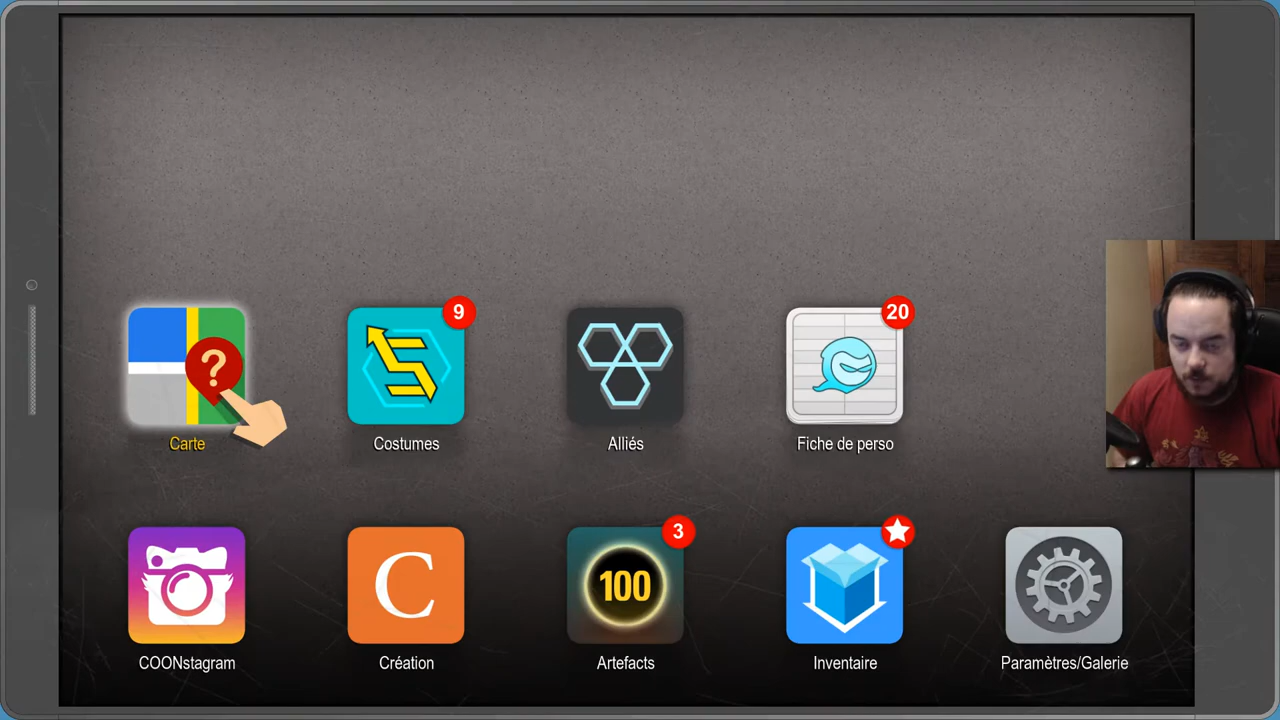 ?
9
20
Carte
Costumes
Alliés
Fiche de perso
C
3
100
COONstagram
Création
Artefacts
Inventaire
Paramètres/Galerie